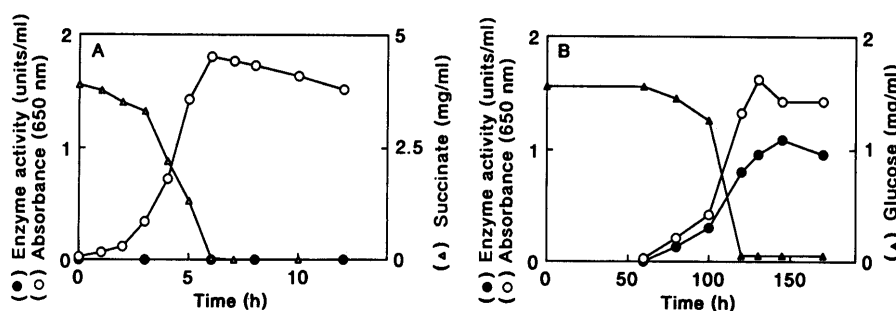 A
(●) Enzyme activity (units/ml)
(○) Absorbance (650 nm)
2
1
0
5
2.5
0
(▵) Succinate (mg/ml)
0
5
10
Time (h)
B
(●) Enzyme activity (units/ml)
(○) Absorbance (650 nm)
2
1
0
2
1
0
(▲) Glucose (mg/ml)
0
50
100
150
Time (h)